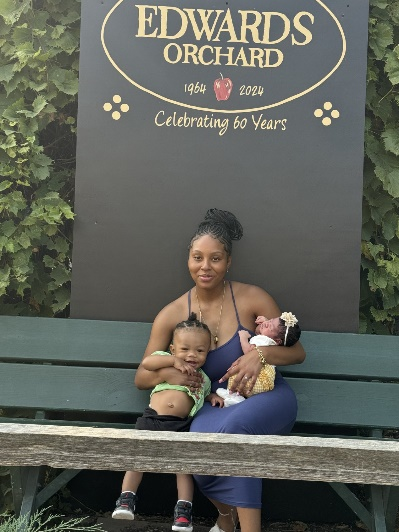 EDWARDS
ORCHARD
1964 2024
Celebrating 60 Years